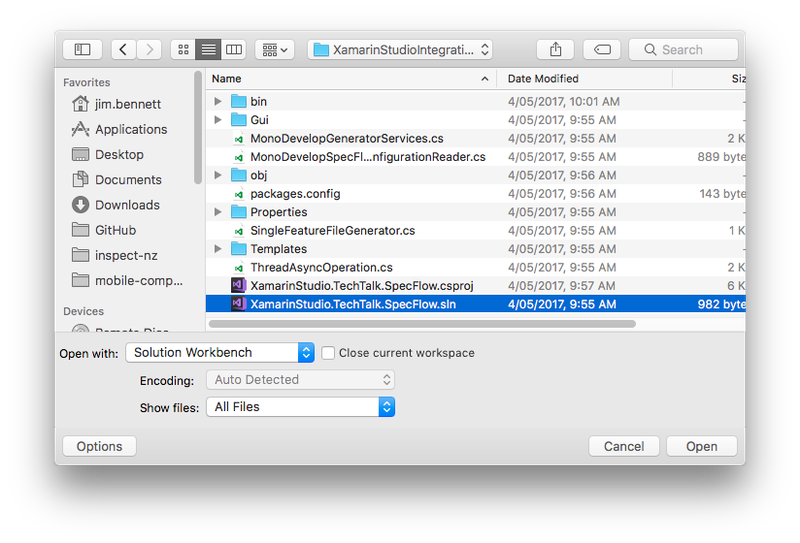 XamarinStudioIntegrati...
Search
Favorites
jim.bennett
Applications
Desktop
Documents
Downloads
GitHub
inspect-nz
mobile-comp...
Devices
Name Date Modified Siz
bin 4/05/2017, 10:01 AM -
Gui 4/05/2017, 9:55 AM -
MonoDevelopGeneratorServices.cs 4/05/2017, 9:55 AM 2 K
MonoDevelopSpecFl...nfigurationReader.cs 4/05/2017, 9:55 AM 889 byte
obj 4/05/2017, 9:56 AM -
packages.config 4/05/2017, 9:56 AM 143 byte
Properties 4/05/2017, 9:55 AM -
SingleFeatureFileGenerator.cs 4/05/2017, 9:55 AM 1 K
Templates 4/05/2017, 9:55 AM -
ThreadAsyncOperation.cs 4/05/2017, 9:55 AM 2 K
XamarinStudio.TechTalk.SpecFlow.csproj 4/05/2017, 9:57 AM 6 K
XamarinStudio.TechTalk.SpecFlow.sln 4/05/2017, 9:55 AM 982 byte
Open with: Solution Workbench Close current workspace
Encoding: Auto Detected
Show files: All Files
Options Cancel Open